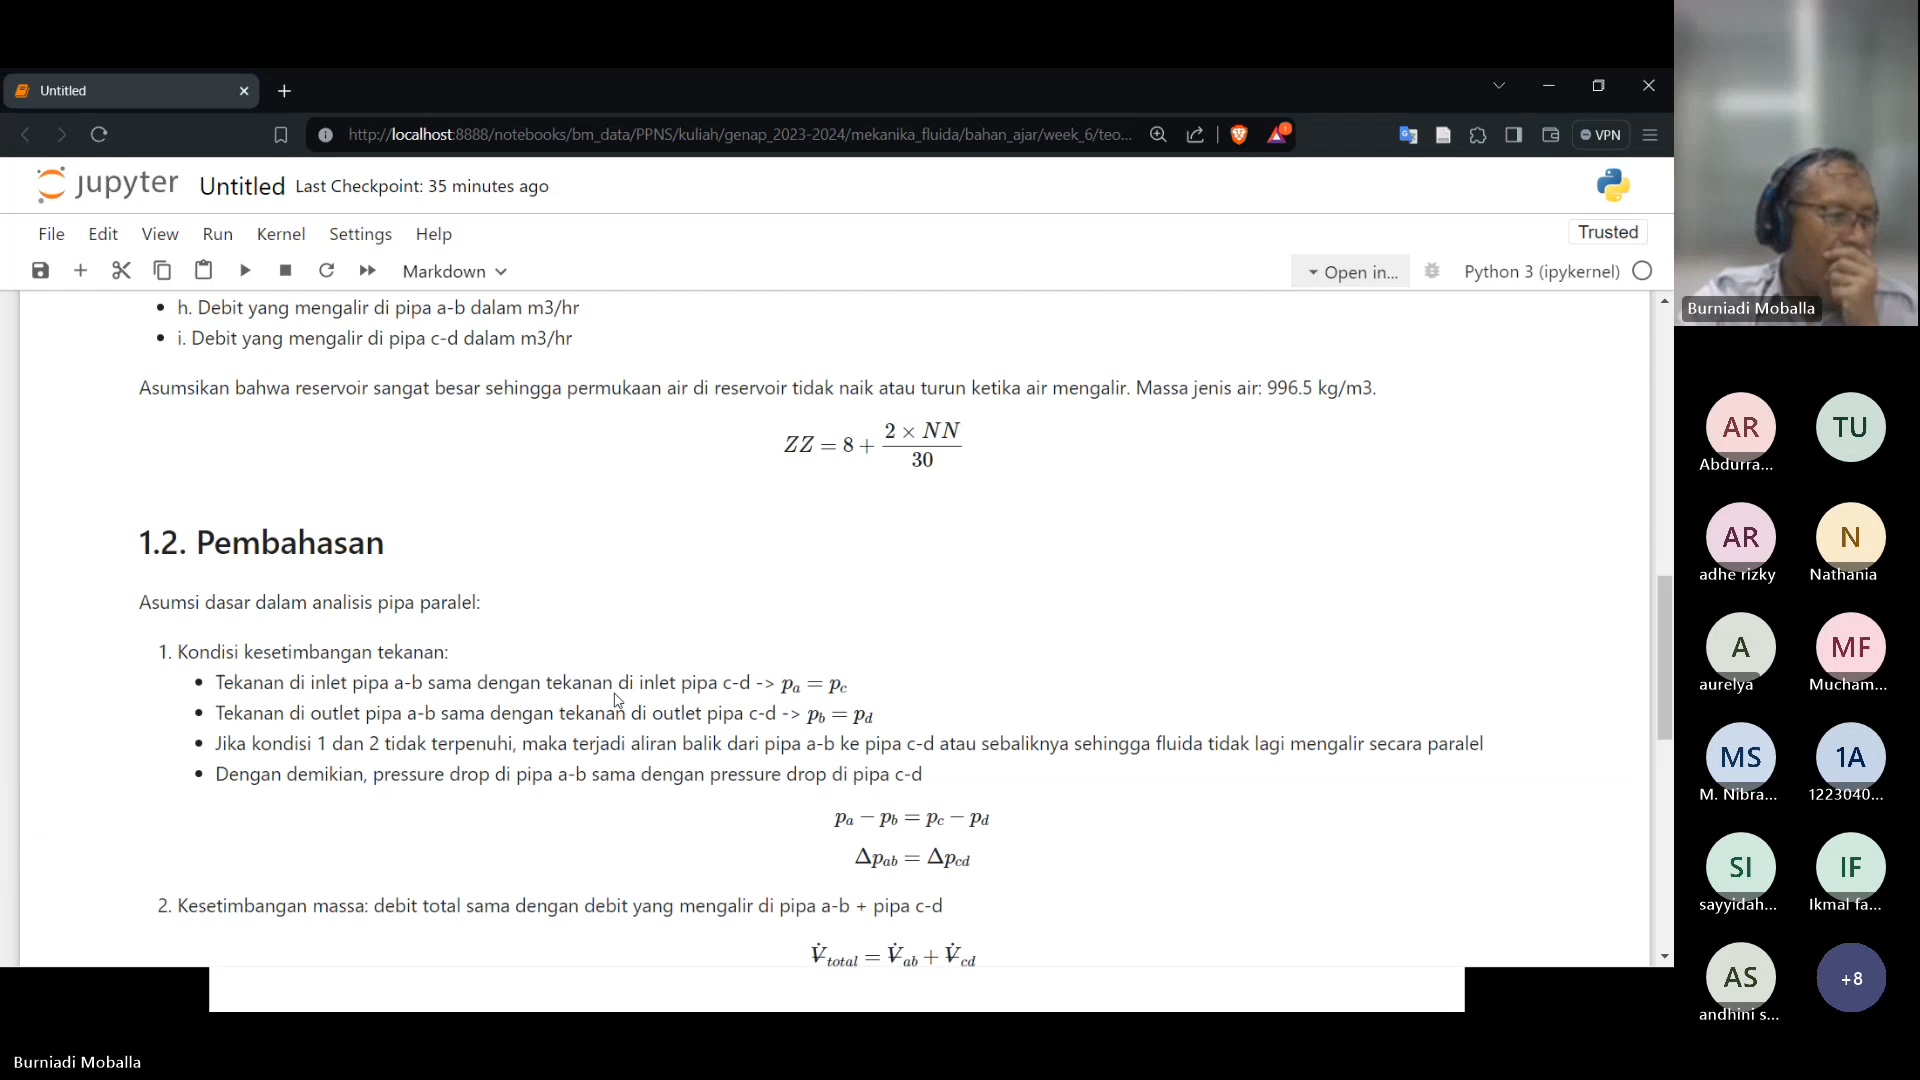 Untitled
http://localhost:8888/notebooks/bm_data/PPNS/kuliah/genap_2023-2024/mekanika_fluida/bahan_ajar/week_6/teo...
1
VPN
jupyter Untitled Last Checkpoint: 35 minutes ago
File Edit View Run Kernel Settings Help
Trusted
Markdown
Open in...
Python 3 (ipykernel)
• h. Debit yang mengalir di pipa a-b dalam m3/hr
• i. Debit yang mengalir di pipa c-d dalam m3/hr
Asumsikan bahwa reservoir sangat besar sehingga permukaan air di reservoir tidak naik atau turun ketika air mengalir. Massa jenis air: 996.5 kg/m3.
ZZ = 8 + \frac{2 × NN}{30}
1.2. Pembahasan
Asumsi dasar dalam analisis pipa paralel:
1. Kondisi kesetimbangan tekanan:
• Tekanan di inlet pipa a-b sama dengan tekanan di inlet pipa c-d -> p_a = p_c
• Tekanan di outlet pipa a-b sama dengan tekanan di outlet pipa c-d -> p_b = p_d
• Jika kondisi 1 dan 2 tidak terpenuhi, maka terjadi aliran balik dari pipa a-b ke pipa c-d atau sebaliknya sehingga fluida tidak lagi mengalir secara paralel
• Dengan demikian, pressure drop di pipa a-b sama dengan pressure drop di pipa c-d
p_a − p_b = p_c − p_d
Δp_{ab} = Δp_{cd}
2. Kesetimbangan massa: debit total sama dengan debit yang mengalir di pipa a-b + pipa c-d
V̇_{total} = V̇_{ab} + V̇_{cd}
Burniadi Moballa
AR
Abdurra...
TU
AR
adhe rizky
N
Nathania
A
aurelya
MF
Mucham...
MS
M. Nibra...
1A
1223040...
SI
sayyidah...
IF
Ikmal fa...
AS
andhini s...
+8
Burniadi Moballa